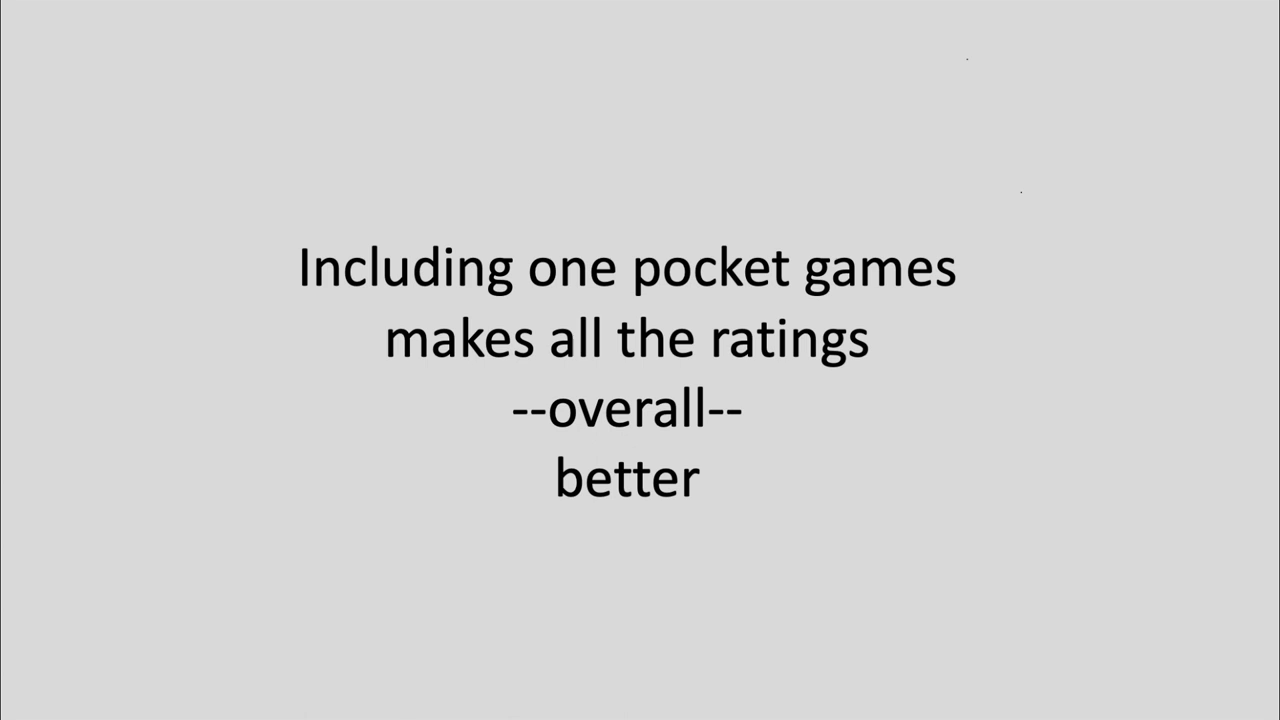 Including one pocket games
makes all the ratings
--overall--
better